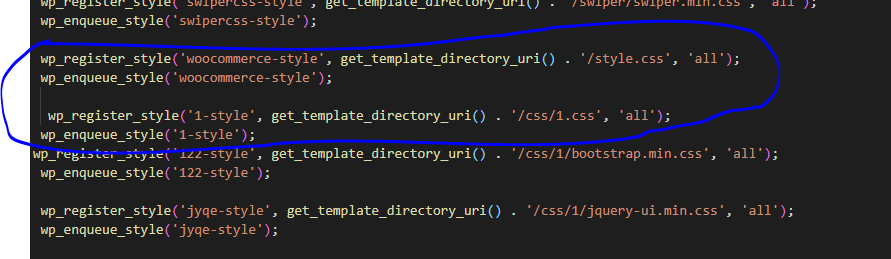 wp_register_style('swipercss-style', get_template_directory_uri() . '/swiper/swiper.min.css', 'all');
wp_enqueue_style('swipercss-style');
wp_register_style('woocommerce-style', get_template_directory_uri() . '/style.css', 'all');
wp_enqueue_style('woocommerce-style');
wp_register_style('1-style', get_template_directory_uri() . '/css/1.css', 'all');
wp_enqueue_style('1-style');
wp_register_style('122-style', get_template_directory_uri() . '/css/1/bootstrap.min.css', 'all');
wp_enqueue_style('122-style');
wp_register_style('jyqe-style', get_template_directory_uri() . '/css/1/jquery-ui.min.css', 'all');
wp_enqueue_style('jyqe-style');